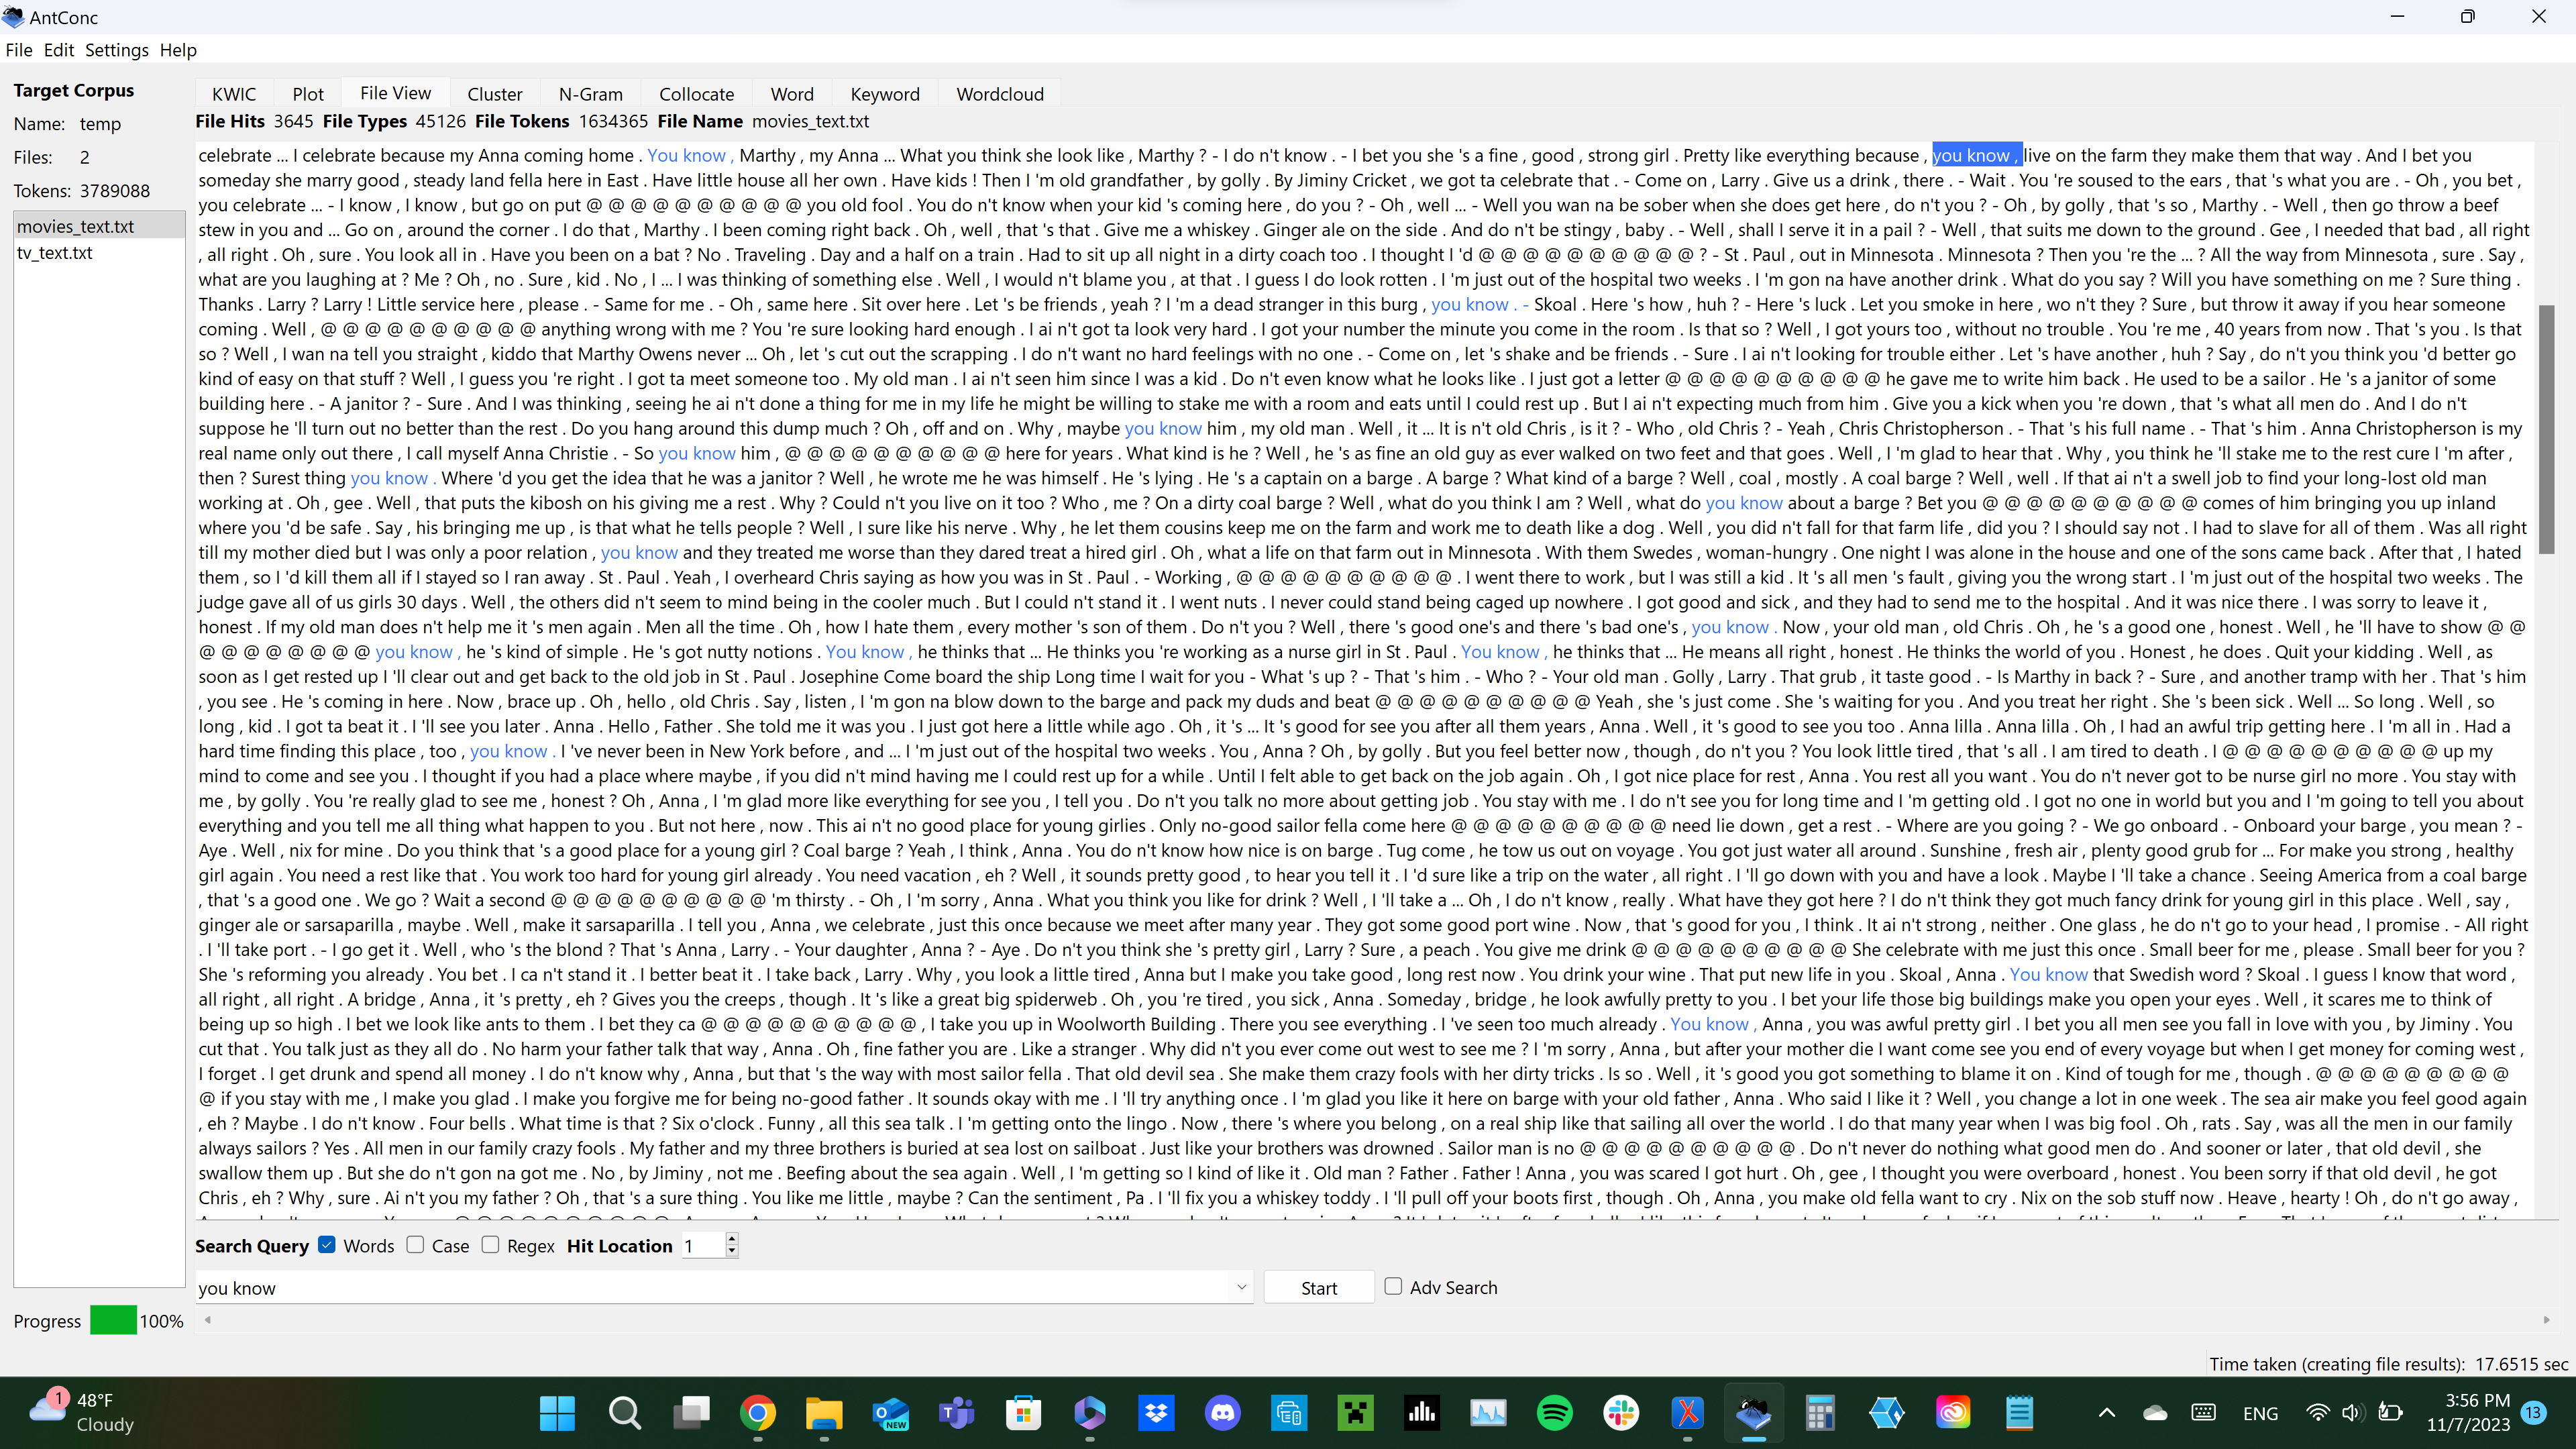 AntConc
File Edit Settings Help
Target Corpus
Name: temp
Files: 2
Tokens: 3789088
movies_text.txt
tv_text.txt
Progress 100%
KWIC Plot File View Cluster N-Gram Collocate Word Keyword Wordcloud
File Hits 3645 File Types 45126 File Tokens 1634365 File Name movies_text.txt
celebrate ... I celebrate because my Anna coming home . You know , Marthy , my Anna ... What you think she look like , Marthy ? - I do n't know . - I bet you she 's a fine , good , strong girl . Pretty like everything because , you know , live on the farm they make them that way . And I bet you
someday she marry good , steady land fella here in East . Have little house all her own . Have kids ! Then I 'm old grandfather , by golly . By Jiminy Cricket , we got ta celebrate that . - Come on , Larry . Give us a drink , there . - Wait . You 're soused to the ears , that 's what you are . - Oh , you bet ,
you celebrate ... - I know , I know , but go on put @ @ @ @ @ @ @ @ @ @ you old fool . You do n't know when your kid 's coming here , do you ? - Oh , well ... - Well you wan na be sober when she does get here , do n't you ? - Oh , by golly , that 's so , Marthy . - Well , then go throw a beef
stew in you and ... Go on , around the corner . I do that , Marthy . I been coming right back . Oh , well , that 's that . Give me a whiskey . Ginger ale on the side . And do n't be stingy , baby . - Well , shall I serve it in a pail ? - Well , that suits me down to the ground . Gee , I needed that bad , all right
, all right . Oh , sure . You look all in . Have you been on a bat ? No . Traveling . Day and a half on a train . Had to sit up all night in a dirty coach too . I thought I 'd @ @ @ @ @ @ @ @ @ @ ? - St . Paul , out in Minnesota . Minnesota ? Then you 're the ... ? All the way from Minnesota , sure . Say ,
what are you laughing at ? Me ? Oh , no . Sure , kid . No , I ... I was thinking of something else . Well , I would n't blame you , at that . I guess I do look rotten . I 'm just out of the hospital two weeks . I 'm gon na have another drink . What do you say ? Will you have something on me ? Sure thing .
Thanks . Larry ? Larry ! Little service here , please . - Same for me . - Oh , same here . Sit over here . Let 's be friends , yeah ? I 'm a dead stranger in this burg , you know . - Skoal . Here 's how , huh ? - Here 's luck . Let you smoke in here , wo n't they ? Sure , but throw it away if you hear someone
coming . Well , @ @ @ @ @ @ @ @ @ @ anything wrong with me ? You 're sure looking hard enough . I ai n't got ta look very hard . I got your number the minute you come in the room . Is that so ? Well , I got yours too , without no trouble . You 're me , 40 years from now . That 's you . Is that
so ? Well , I wan na tell you straight , kiddo that Marthy Owens never ... Oh , let 's cut out the scrapping . I do n't want no hard feelings with no one . - Come on , let 's shake and be friends . - Sure . I ai n't looking for trouble either . Let 's have another , huh ? Say , do n't you think you 'd better go
kind of easy on that stuff ? Well , I guess you 're right . I got ta meet someone too . My old man . I ai n't seen him since I was a kid . Do n't even know what he looks like . I just got a letter @ @ @ @ @ @ @ @ @ @ he gave me to write him back . He used to be a sailor . He 's a janitor of some
building here . - A janitor ? - Sure . And I was thinking , seeing he ai n't done a thing for me in my life he might be willing to stake me with a room and eats until I could rest up . But I ai n't expecting much from him . Give you a kick when you 're down , that 's what all men do . And I do n't
suppose he 'll turn out no better than the rest . Do you hang around this dump much ? Oh , off and on . Why , maybe you know him , my old man . Well , it ... It is n't old Chris , is it ? - Who , old Chris ? - Yeah , Chris Christopherson . - That 's his full name . - That 's him . Anna Christopherson is my
real name only out there , I call myself Anna Christie . - So you know him , @ @ @ @ @ @ @ @ @ @ here for years . What kind is he ? Well , he 's as fine an old guy as ever walked on two feet and that goes . Well , I 'm glad to hear that . Why , you think he 'll stake me to the rest cure I 'm after ,
then ? Surest thing you know . Where 'd you get the idea that he was a janitor ? Well , he wrote me he was himself . He 's lying . He 's a captain on a barge . A barge ? What kind of a barge ? Well , coal , mostly . A coal barge ? Well , well . If that ai n't a swell job to find your long-lost old man
working at . Oh , gee . Well , that puts the kibosh on his giving me a rest . Why ? Could n't you live on it too ? Who , me ? On a dirty coal barge ? Well , what do you think I am ? Well , what do you know about a barge ? Bet you @ @ @ @ @ @ @ @ @ @ comes of him bringing you up inland
where you 'd be safe . Say , his bringing me up , is that what he tells people ? Well , I sure like his nerve . Why , he let them cousins keep me on the farm and work me to death like a dog . Well , you did n't fall for that farm life , did you ? I should say not . I had to slave for all of them . Was all right
till my mother died but I was only a poor relation , you know and they treated me worse than they dared treat a hired girl . Oh , what a life on that farm out in Minnesota . With them Swedes , woman-hungry . One night I was alone in the house and one of the sons came back . After that , I hated
them , so I 'd kill them all if I stayed so I ran away . St . Paul . Yeah , I overheard Chris saying as how you was in St . Paul . - Working , @ @ @ @ @ @ @ @ @ @ . I went there to work , but I was still a kid . It 's all men 's fault , giving you the wrong start . I 'm just out of the hospital two weeks . The
judge gave all of us girls 30 days . Well , the others did n't seem to mind being in the cooler much . But I could n't stand it . I went nuts . I never could stand being caged up nowhere . I got good and sick , and they had to send me to the hospital . And it was nice there . I was sorry to leave it ,
honest . If my old man does n't help me it 's men again . Men all the time . Oh , how I hate them , every mother 's son of them . Do n't you ? Well , there 's good one's and there 's bad one's , you know . Now , your old man , old Chris . Oh , he 's a good one , honest . Well , he 'll have to show @ @
@ @ @ @ @ @ @ @ you know , he 's kind of simple . He 's got nutty notions . You know , he thinks that ... He thinks you 're working as a nurse girl in St . Paul . You know , he thinks that ... He means all right , honest . He thinks the world of you . Honest , he does . Quit your kidding . Well , as
soon as I get rested up I 'll clear out and get back to the old job in St . Paul . Josephine Come board the ship Long time I wait for you - What 's up ? - That 's him . - Who ? - Your old man . Golly , Larry . That grub , it taste good . - Is Marthy in back ? - Sure , and another tramp with her . That 's him
, you see . He 's coming in here . Now , brace up . Oh , hello , old Chris . Say , listen , I 'm gon na blow down to the barge and pack my duds and beat @ @ @ @ @ @ @ @ @ @ Yeah , she 's just come . She 's waiting for you . And you treat her right . She 's been sick . Well ... So long . Well , so
long , kid . I got ta beat it . I 'll see you later . Anna . Hello , Father . She told me it was you . I just got here a little while ago . Oh , it 's ... It 's good for see you after all them years , Anna . Well , it 's good to see you too . Anna lilla . Anna lilla . Oh , I had an awful trip getting here . I 'm all in . Had a
hard time finding this place , too , you know . I 've never been in New York before , and ... I 'm just out of the hospital two weeks . You , Anna ? Oh , by golly . But you feel better now , though , do n't you ? You look little tired , that 's all . I am tired to death . I @ @ @ @ @ @ @ @ @ @ up my
mind to come and see you . I thought if you had a place where maybe , if you did n't mind having me I could rest up for a while . Until I felt able to get back on the job again . Oh , I got nice place for rest , Anna . You rest all you want . You do n't never got to be nurse girl no more . You stay with
me , by golly . You 're really glad to see me , honest ? Oh , Anna , I 'm glad more like everything for see you , I tell you . Do n't you talk no more about getting job . You stay with me . I do n't see you for long time and I 'm getting old . I got no one in world but you and I 'm going to tell you about
everything and you tell me all thing what happen to you . But not here , now . This ai n't no good place for young girlies . Only no-good sailor fella come here @ @ @ @ @ @ @ @ @ @ need lie down , get a rest . - Where are you going ? - We go onboard . - Onboard your barge , you mean ? -
Aye . Well , nix for mine . Do you think that 's a good place for a young girl ? Coal barge ? Yeah , I think , Anna . You do n't know how nice is on barge . Tug come , he tow us out on voyage . You got just water all around . Sunshine , fresh air , plenty good grub for ... For make you strong , healthy
girl again . You need a rest like that . You work too hard for young girl already . You need vacation , eh ? Well , it sounds pretty good , to hear you tell it . I 'd sure like a trip on the water , all right . I 'll go down with you and have a look . Maybe I 'll take a chance . Seeing America from a coal barge
, that 's a good one . We go ? Wait a second @ @ @ @ @ @ @ @ @ @ 'm thirsty . - Oh , I 'm sorry , Anna . What you think you like for drink ? Well , I 'll take a ... Oh , I do n't know , really . What have they got here ? I do n't think they got much fancy drink for young girl in this place . Well , say ,
ginger ale or sarsaparilla , maybe . Well , make it sarsaparilla . I tell you , Anna , we celebrate , just this once because we meet after many year . They got some good port wine . Now , that 's good for you , I think . It ai n't strong , neither . One glass , he do n't go to your head , I promise . - All right
. I 'll take port . - I go get it . Well , who 's the blond ? That 's Anna , Larry . - Your daughter , Anna ? - Aye . Do n't you think she 's pretty girl , Larry ? Sure , a peach . You give me drink @ @ @ @ @ @ @ @ @ @ She celebrate with me just this once . Small beer for me , please . Small beer for you ?
She 's reforming you already . You bet . I ca n't stand it . I better beat it . I take back , Larry . Why , you look a little tired , Anna but I make you take good , long rest now . You drink your wine . That put new life in you . Skoal , Anna . You know that Swedish word ? Skoal . I guess I know that word ,
all right , all right . A bridge , Anna , it 's pretty , eh ? Gives you the creeps , though . It 's like a great big spiderweb . Oh , you 're tired , you sick , Anna . Someday , bridge , he look awfully pretty to you . I bet your life those big buildings make you open your eyes . Well , it scares me to think of
being up so high . I bet we look like ants to them . I bet they ca @ @ @ @ @ @ @ @ @ @ , I take you up in Woolworth Building . There you see everything . I 've seen too much already . You know , Anna , you was awful pretty girl . I bet you all men see you fall in love with you , by Jiminy . You
cut that . You talk just as they all do . No harm your father talk that way , Anna . Oh , fine father you are . Like a stranger . Why did n't you ever come out west to see me ? I 'm sorry , Anna , but after your mother die I want come see you end of every voyage but when I get money for coming west ,
I forget . I get drunk and spend all money . I do n't know why , Anna , but that 's the way with most sailor fella . That old devil sea . She make them crazy fools with her dirty tricks . Is so . Well , it 's good you got something to blame it on . Kind of tough for me , though . @ @ @ @ @ @ @ @ @
@ if you stay with me , I make you glad . I make you forgive me for being no-good father . It sounds okay with me . I 'll try anything once . I 'm glad you like it here on barge with your old father , Anna . Who said I like it ? Well , you change a lot in one week . The sea air make you feel good again
, eh ? Maybe . I do n't know . Four bells . What time is that ? Six o'clock . Funny , all this sea talk . I 'm getting onto the lingo . Now , there 's where you belong , on a real ship like that sailing all over the world . I do that many year when I was big fool . Oh , rats . Say , was all the men in our family
always sailors ? Yes . All men in our family crazy fools . My father and my three brothers is buried at sea lost on sailboat . Just like your brothers was drowned . Sailor man is no @ @ @ @ @ @ @ @ @ @ . Do n't never do nothing what good men do . And sooner or later , that old devil , she
swallow them up . But she do n't gon na got me . No , by Jiminy , not me . Beefing about the sea again . Well , I 'm getting so I kind of like it . Old man ? Father . Father ! Anna , you was scared I got hurt . Oh , gee , I thought you were overboard , honest . You been sorry if that old devil , he got
Chris , eh ? Why , sure . Ai n't you my father ? Oh , that 's a sure thing . You like me little , maybe ? Can the sentiment , Pa . I 'll fix you a whiskey toddy . I 'll pull off your boots first , though . Oh , Anna , you make old fella want to cry . Nix on the sob stuff now . Heave , hearty ! Oh , do n't go away ,
Search Query Words Case Regex Hit Location 1
you know Start Adv Search
Time taken (creating file results): 17.6515 sec
1 48°F
Cloudy
NEW
ENG
3:56 PM
11/7/2023
13